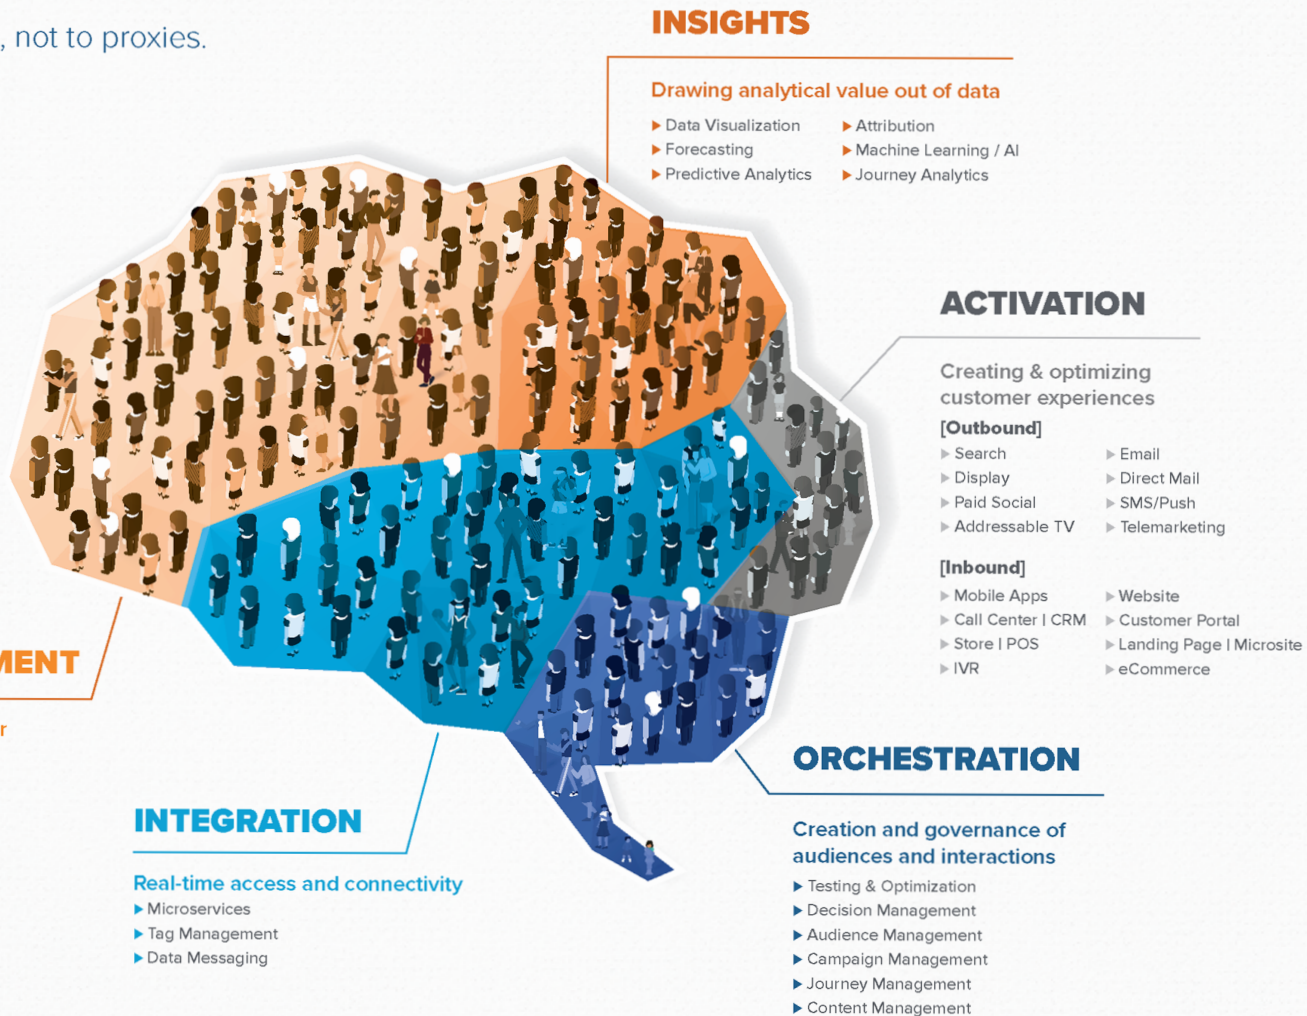 , not to proxies.
INSIGHTS
Drawing analytical value out of data
Data Visualization
Forecasting
Predictive Analytics
Attribution
Machine Learning / AI
Journey Analytics
ACTIVATION
Creating & optimizing
customer experiences
[Outbound]
Search
Display
Paid Social
Addressable TV
Email
Direct Mail
SMS/Push
Telemarketing
[Inbound]
Mobile Apps
Call Center | CRM
Store | POS
IVR
Website
Customer Portal
Landing Page | Microsite
eCommerce
MENT
r
INTEGRATION
Real-time access and connectivity
Microservices
Tag Management
Data Messaging
ORCHESTRATION
Creation and governance of
audiences and interactions
Testing & Optimization
Decision Management
Audience Management
Campaign Management
Journey Management
Content Management